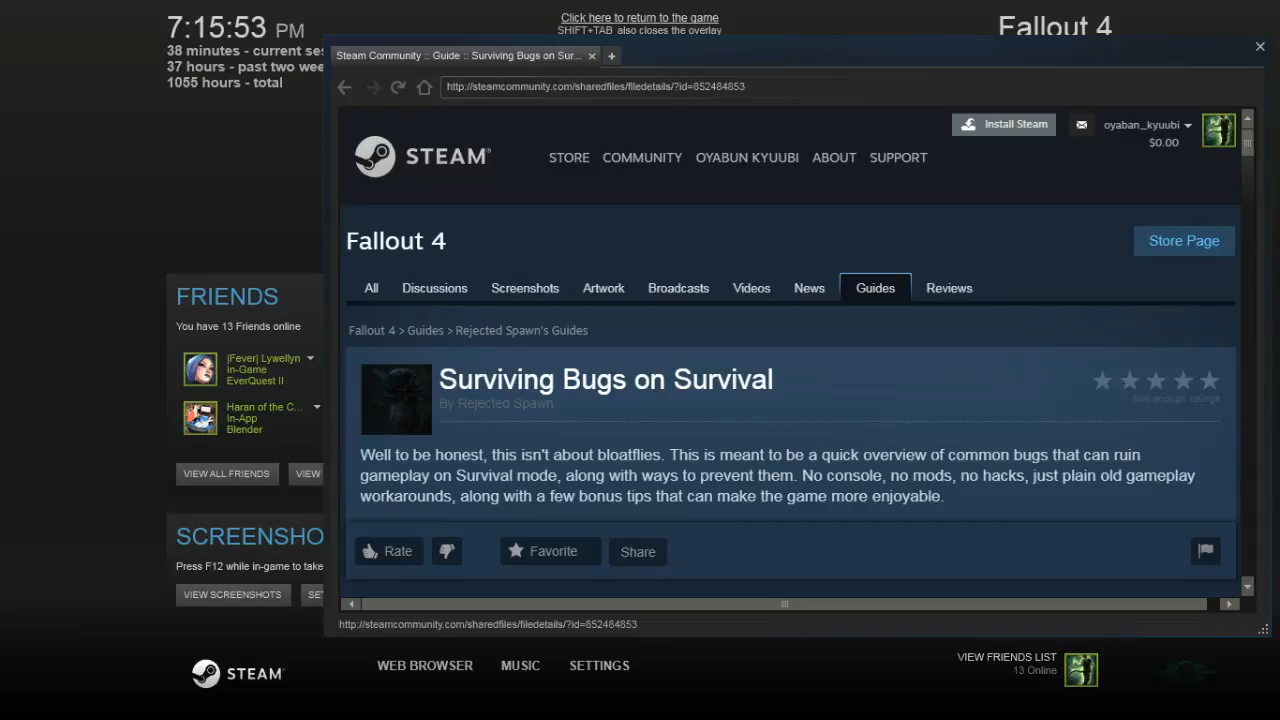 7:15:53 PM
38 minutes - current ses
37 hours - past two wee
1055 hours - total
Click here to return to the game
SHIFT+TAB also closes the overlay
Fallout 4
Steam Community :: Guide :: Surviving Bugs on Sur...
http://steamcommunity.com/sharedfiles/filedetails/?id=852484853
Install Steam
oyaban_kyuubi
$0.00
STEAM
STORE COMMUNITY OYABUN KYUUBI ABOUT SUPPORT
Fallout 4
Store Page
All Discussions Screenshots Artwork Broadcasts Videos News Guides Reviews
Fallout 4 > Guides > Rejected Spawn's Guides
Surviving Bugs on Survival
By Rejected Spawn
Not enough ratings
Well to be honest, this isn't about bloatflies. This is meant to be a quick overview of common bugs that can ruin
gameplay on Survival mode, along with ways to prevent them. No console, no mods, no hacks, just plain old gameplay
workarounds, along with a few bonus tips that can make the game more enjoyable.
Rate Favorite Share
http://steamcommunity.com/sharedfiles/filedetails/?id=852484853
FRIENDS
You have 13 Friends online
|Fever| Lywellyn
In-Game
EverQuest II
Haran of the C...
In-App
Blender
VIEW ALL FRIENDS VIEW
SCREENSHO
Press F12 while in-game to take
VIEW SCREENSHOTS SET
STEAM
WEB BROWSER MUSIC SETTINGS
VIEW FRIENDS LIST
13 Online